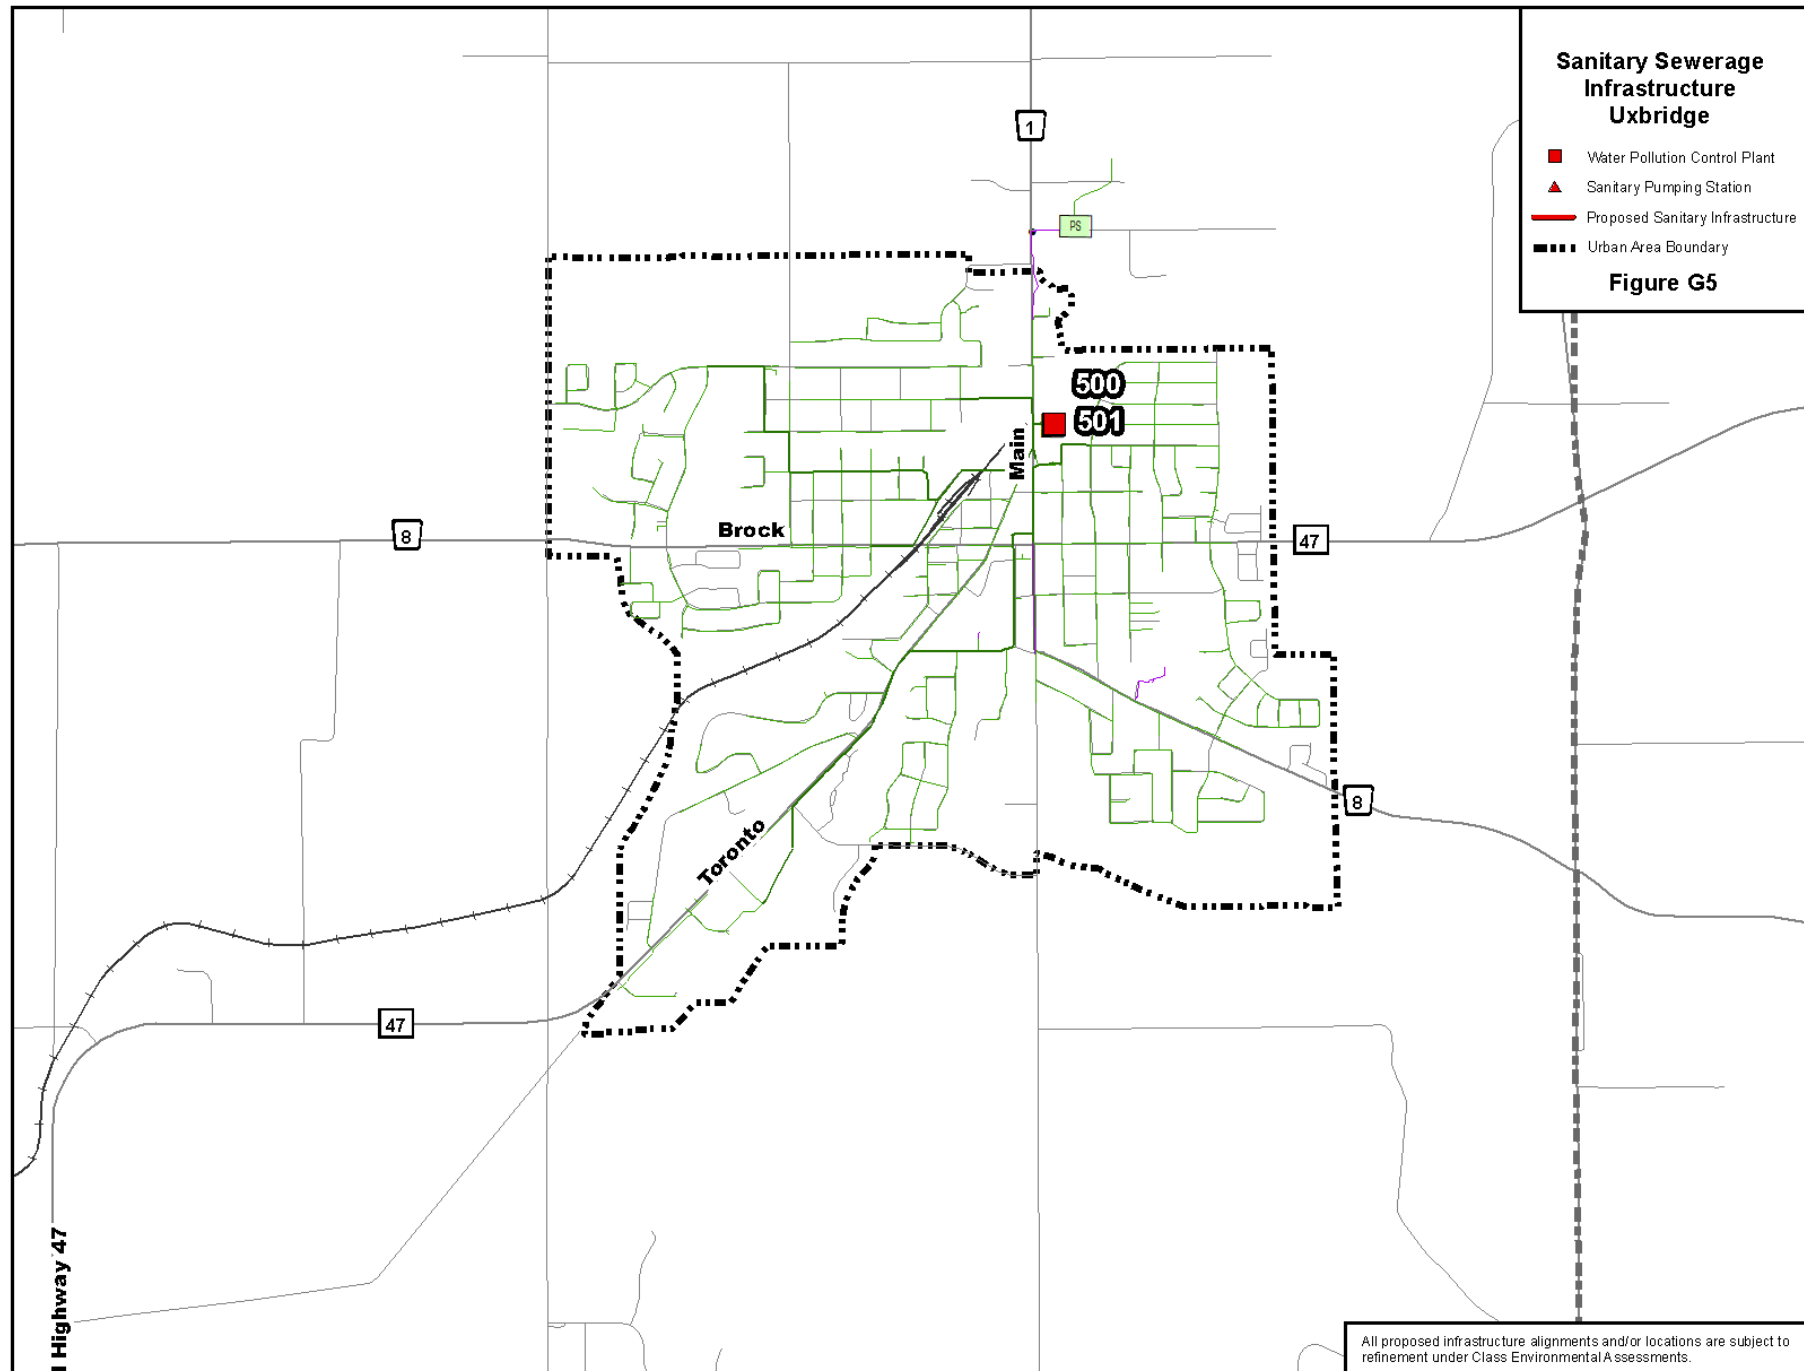 Sanitary Sewerage
Infrastructure
Uxbridge
Water Pollution Control Plant
Sanitary Pumping Station
Proposed Sanitary Infrastructure
Urban Area Boundary
Figure G5
1
PS
500
501
Main
Brock
8
47
8
Toronto
47
Highway 47
All proposed infrastructure alignments and/or locations are subject to
refinement under Class Environmental Assessments.